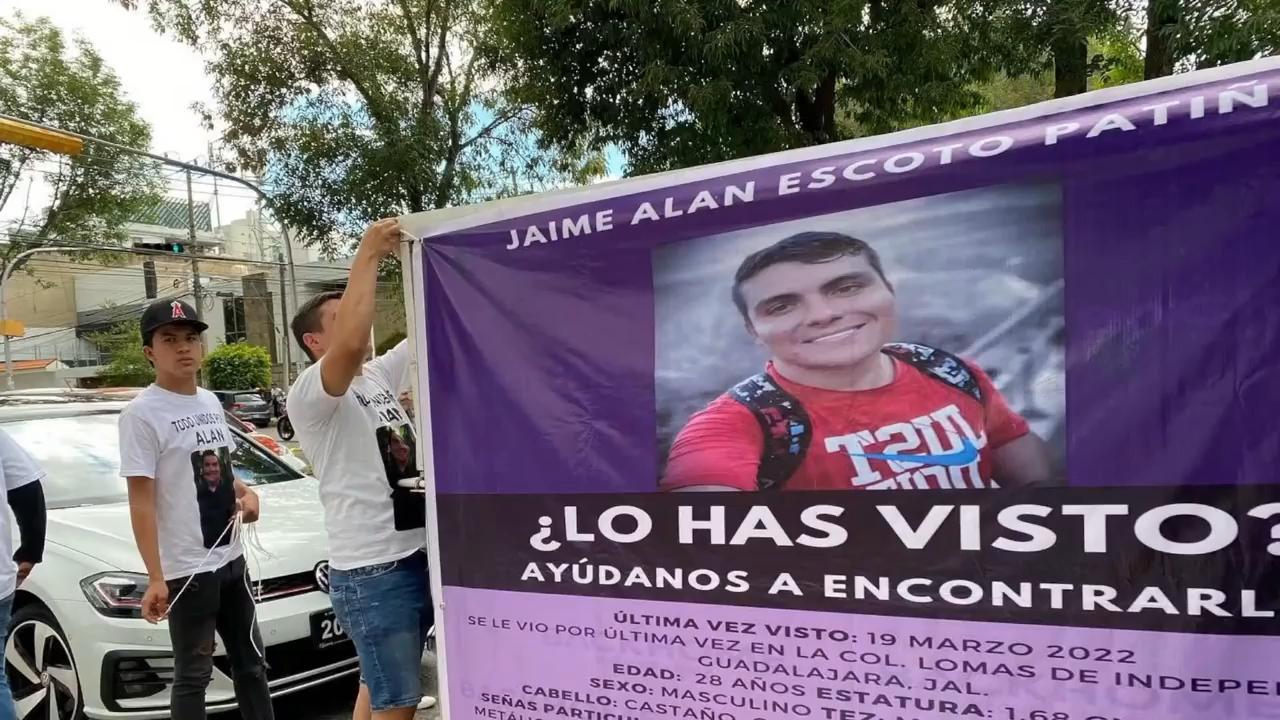 JAIME ALAN ESCOTO PATIÑ
¿LO HAS VISTO?
AYÚDANOS A ENCONTRARL
ÚLTIMA VEZ VISTO: 19 MARZO 2022
SE LE VIO POR ÚLTIMA VEZ EN LA COL. LOMAS DE INDEPE
GUADALAJARA, JAL.
EDAD: 28 AÑOS ESTATURA: 1.68
SEXO: MASCULINO TEZ:
CABELLO: CASTAÑO,
SEÑAS PARTICU
TODO UNIDOS
ALAN
A
20